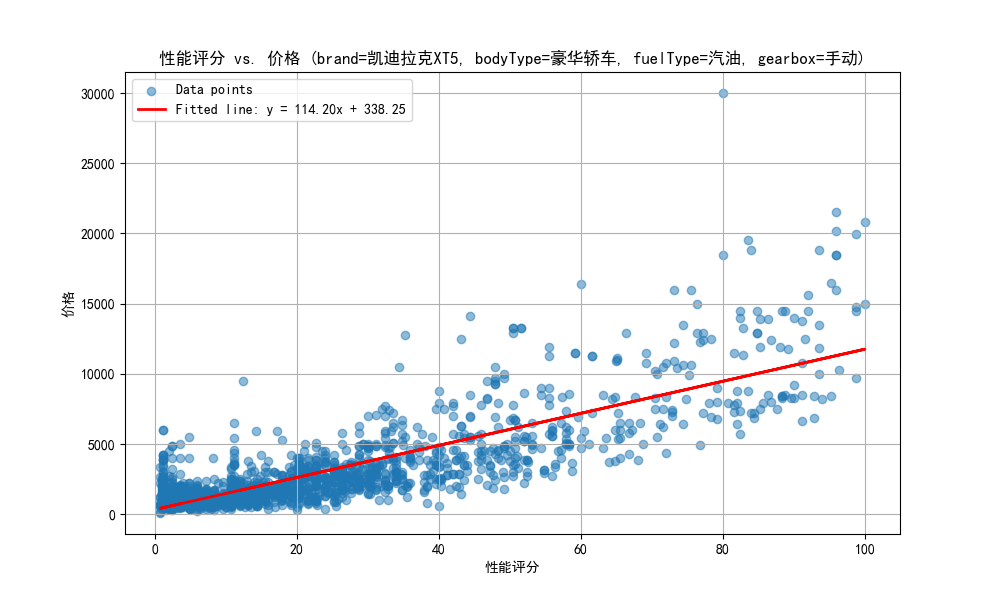 性能评分 vs. 价格 (brand=凯迪拉克XT5, bodyType=豪华轿车, fuelType=汽油, gearbox=手动)
Data points
Fitted line: y = 114.20x + 338.25
30000
25000
20000
15000
10000
5000
0
价格
0 20 40 60 80 100
性能评分